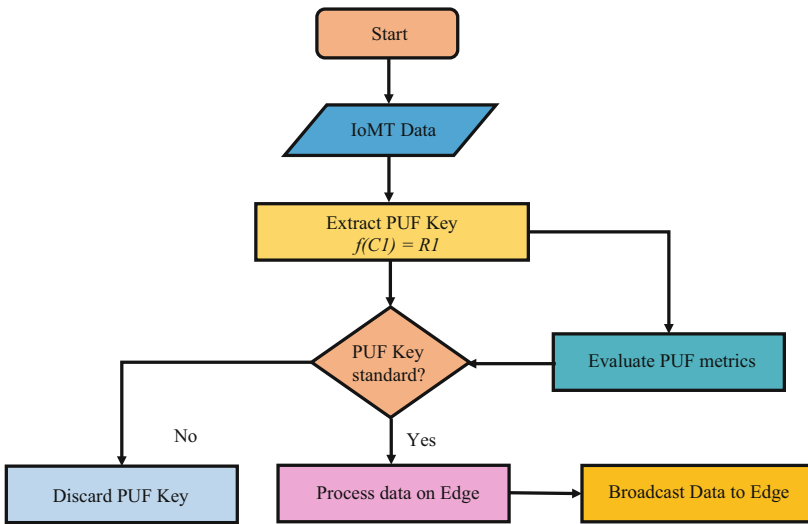 Start
IoMT Data
Extract PUF Key
f(C1) = R1
PUF Key
standard?
Evaluate PUF metrics
No
Yes
Discard PUF Key
Process data on Edge
Broadcast Data to Edge